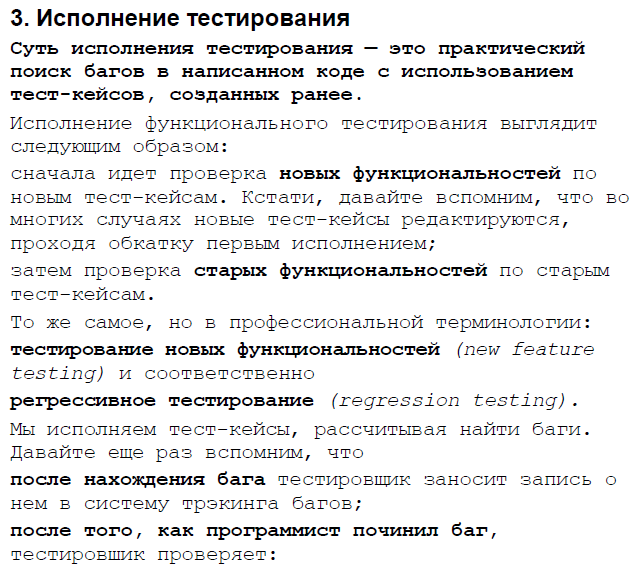 3. Исполнение тестирования
Суть исполнения тестирования — это практический
поиск багов в написанном коде с использованием
тест-кейсов, созданных ранее.
Исполнение функционального тестирования выглядит
следующим образом:
сначала идет проверка новых функциональностей по
новым тест-кейсам. Кстати, давайте вспомним, что во
многих случаях новые тест-кейсы редактируются,
проходя обкатку первым исполнением;
затем проверка старых функциональностей по старым
тест-кейсам.
То же самое, но в профессиональной терминологии:
тестирование новых функциональностей (new feature
testing) и соответственно
регрессивное тестирование (regression testing).
Мы исполняем тест-кейсы, рассчитывая найти баги.
Давайте еще раз вспомним, что
после нахождения бага тестировщик заносит запись о
нем в систему трэкинга багов;
после того, как программист починил баг,
тестировщик проверяет: